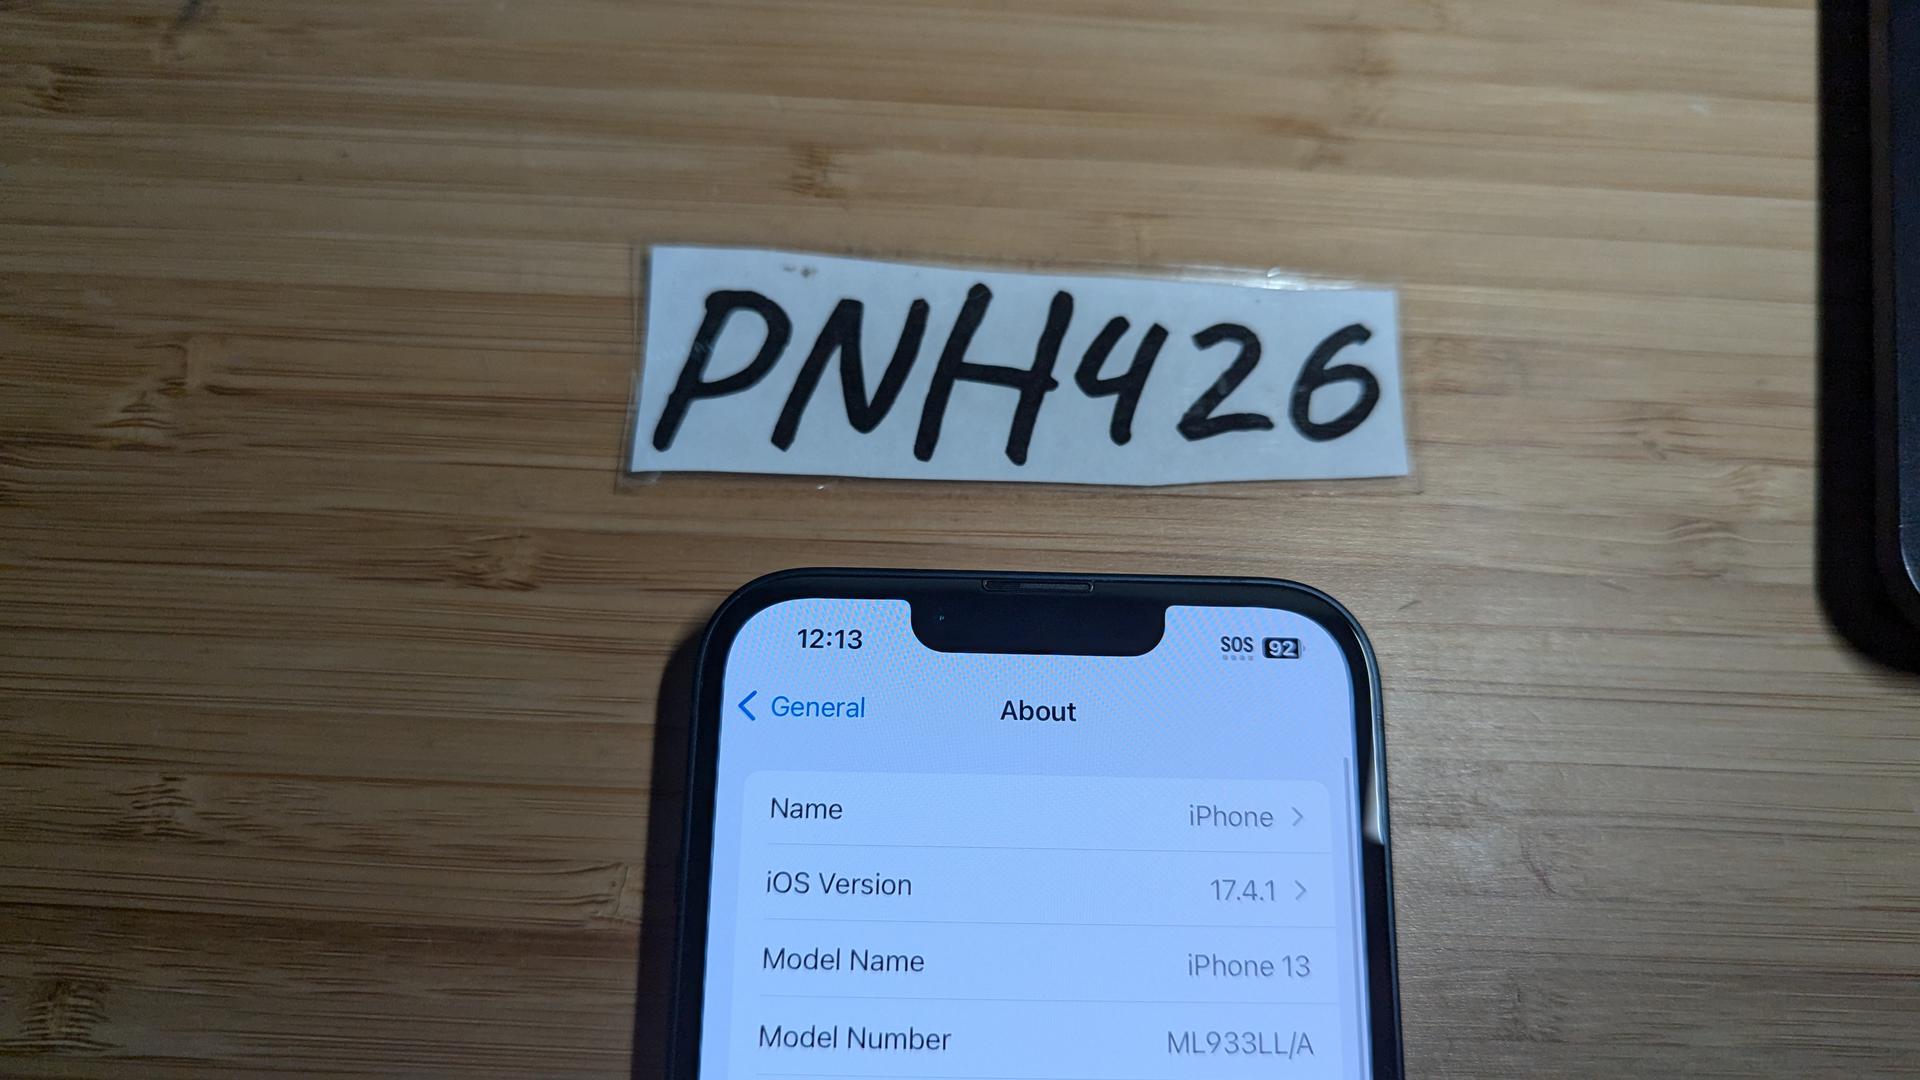 PNH426
12:13 SOS 92
General About
Name iPhone
iOS Version 17.4.1
Model Name iPhone 13
Model Number ML933LL/A